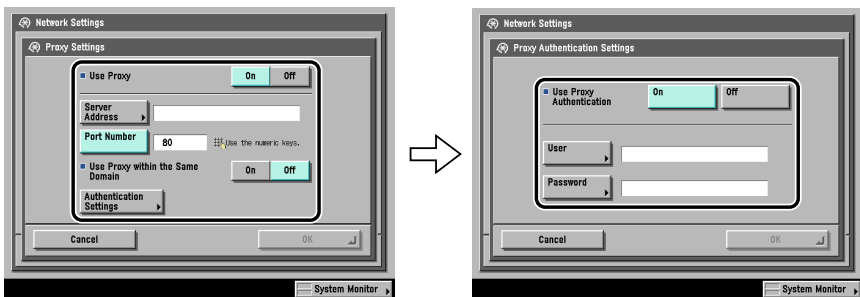 Network Settings
Proxy Settings
Use Proxy
On
Off
Server
Address
Port Number
80
Use the numeric keys.
Use Proxy within the Same
Domain
On
Off
Authentication
Settings
Cancel
OK
System Monitor
Network Settings
Proxy Authentication Settings
Use Proxy
Authentication
On
Off
User
Password
Cancel
OK
System Monitor